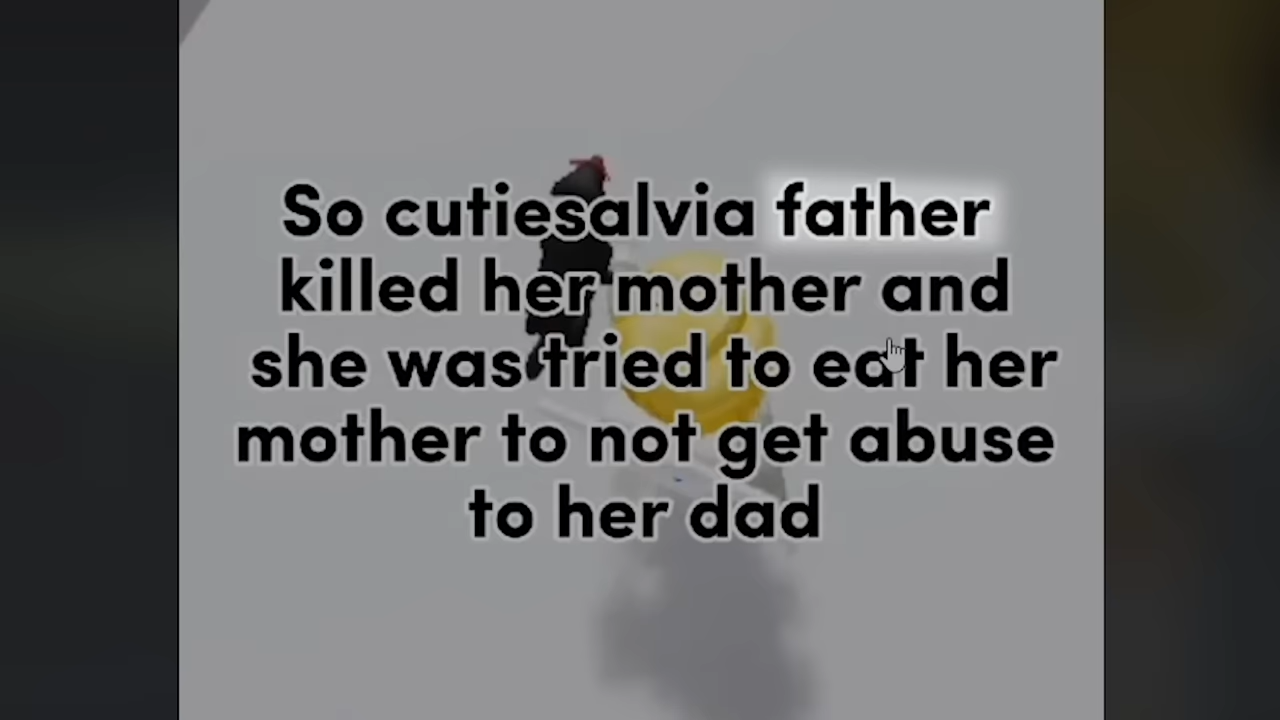 So cutiesalvia father
killed her mother and
she was tried to eat her
mother to not get abuse
to her dad